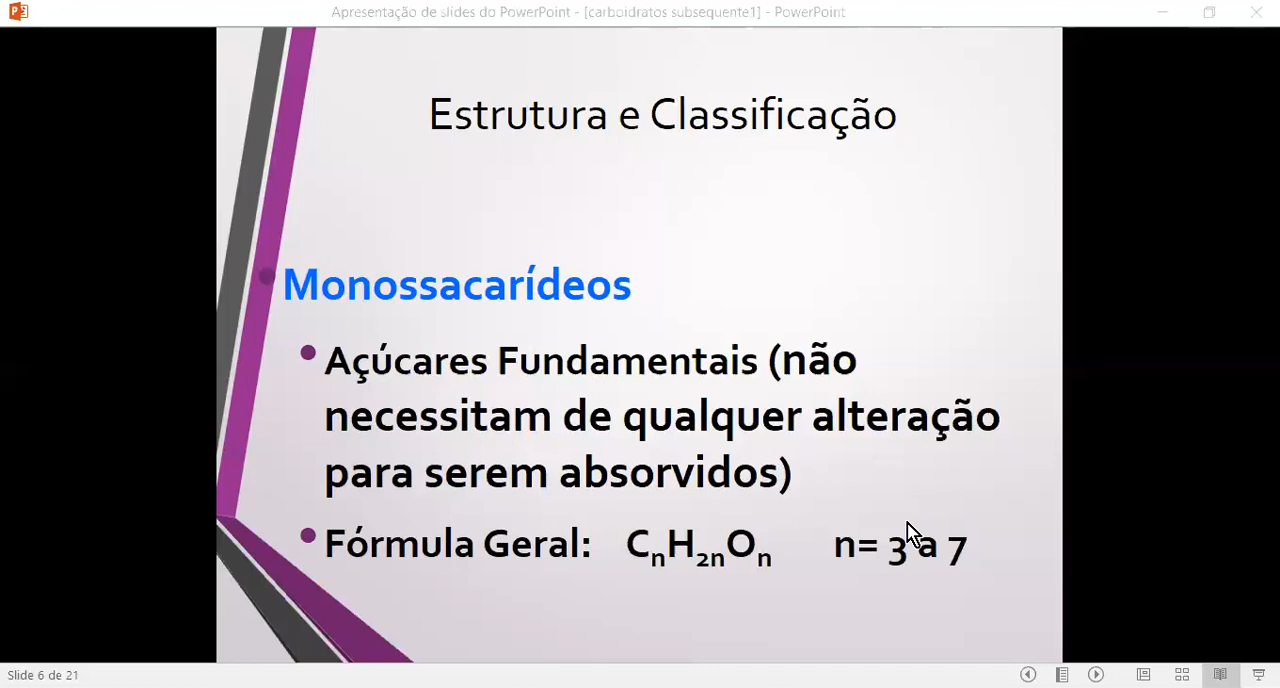 Apresentação de slides do PowerPoint - [carboidratos subsequente1] - PowerPoint
Estrutura e Classificação
• Monossacarídeos
• Açúcares Fundamentais (não
necessitam de qualquer alteração
para serem absorvidos)
• Fórmula Geral: CₙH₂ₙOₙ n= 3 a 7
Slide 6 de 21